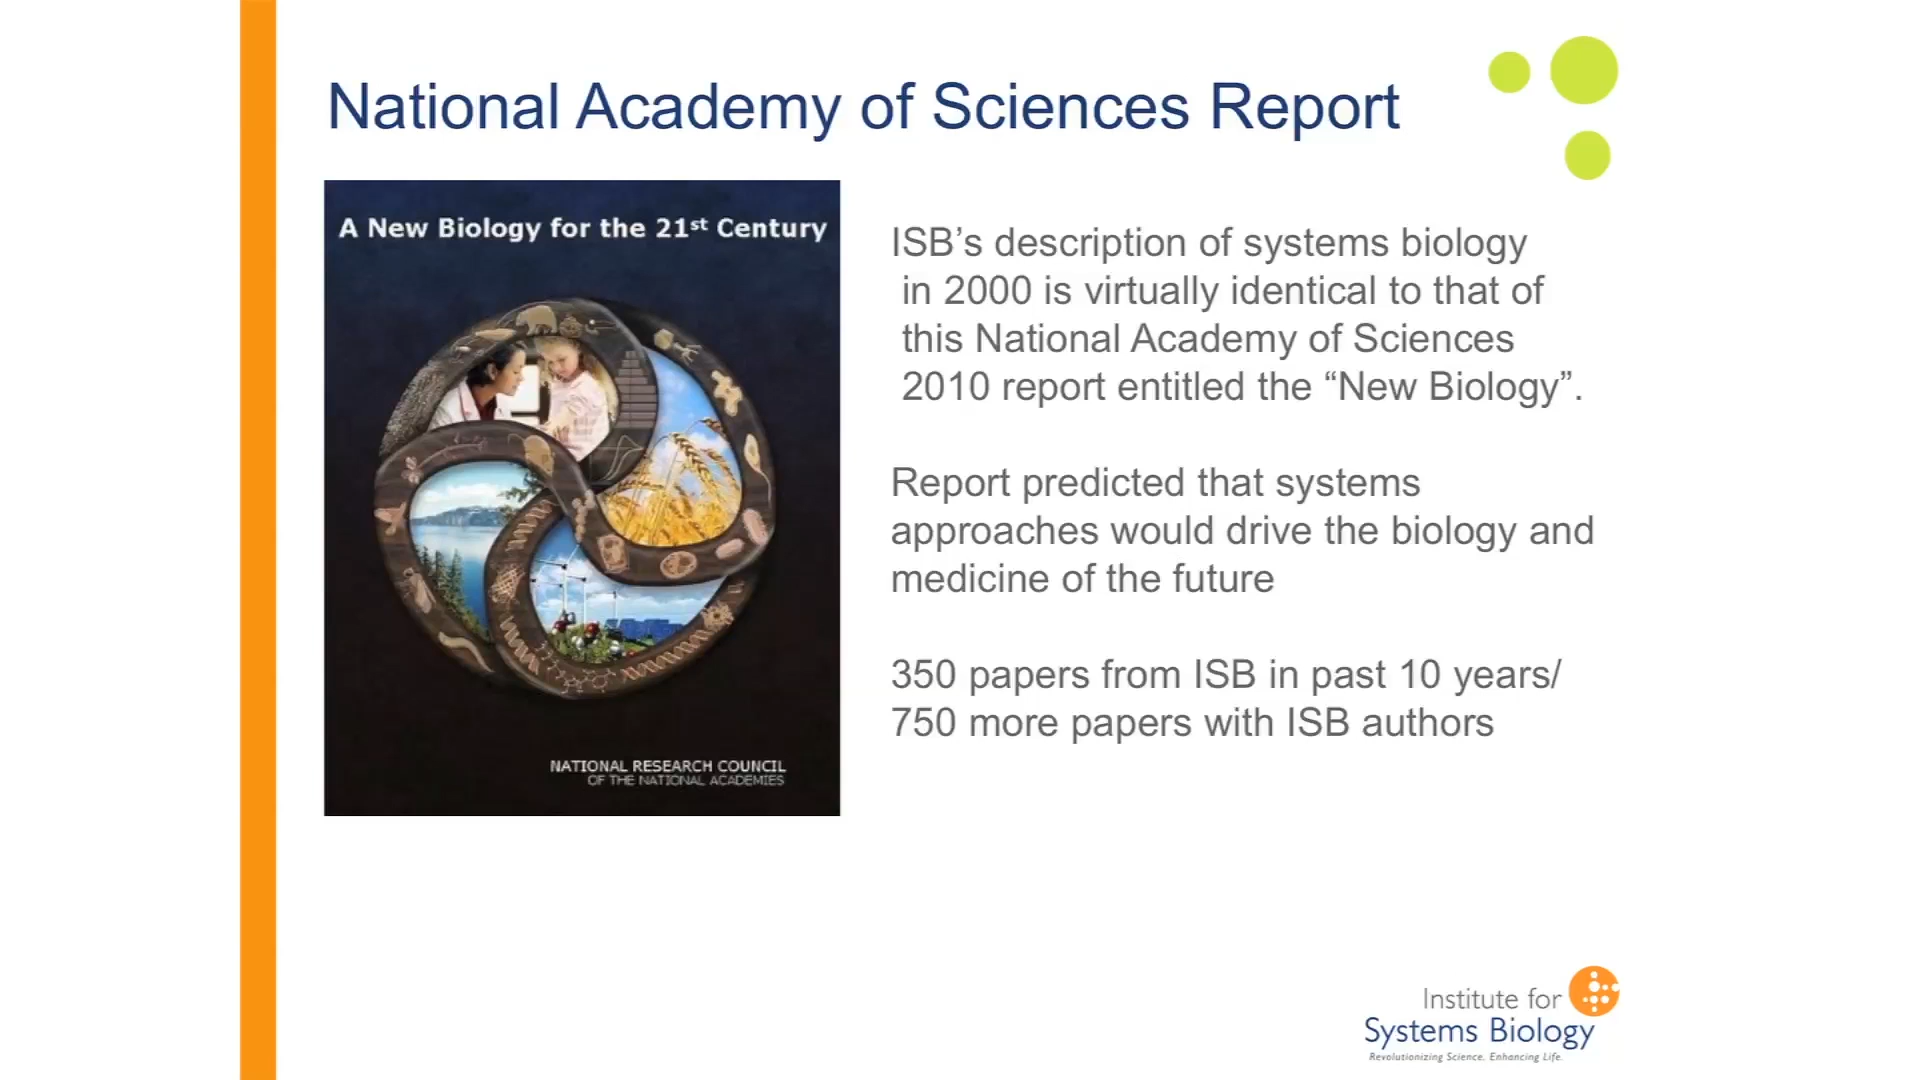 National Academy of Sciences Report
A New Biology for the 21st Century
NATIONAL RESEARCH COUNCIL
OF THE NATIONAL ACADEMIES
ISB’s description of systems biology
in 2000 is virtually identical to that of
this National Academy of Sciences
2010 report entitled the “New Biology”.
Report predicted that systems
approaches would drive the biology and
medicine of the future
350 papers from ISB in past 10 years/
750 more papers with ISB authors
Institute for
Systems Biology
Revolutionizing Science. Enhancing Life.